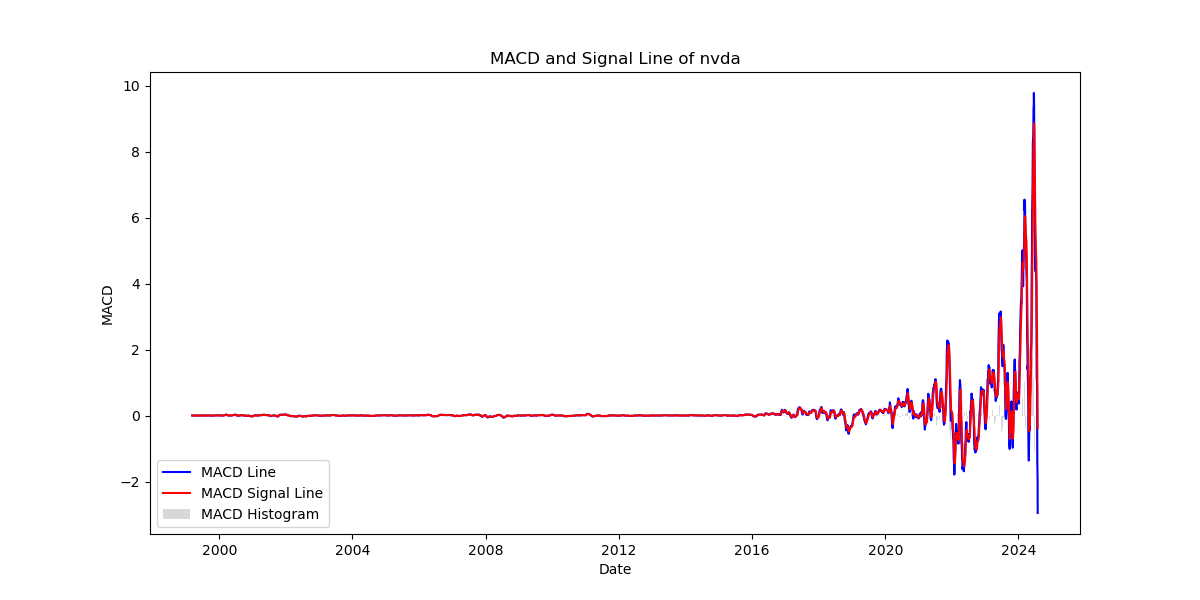 MACD and Signal Line of nvda
10
8
6
4
2
0
−2
MACD
MACD Line
MACD Signal Line
MACD Histogram
2000 2004 2008 2012 2016 2020 2024
Date